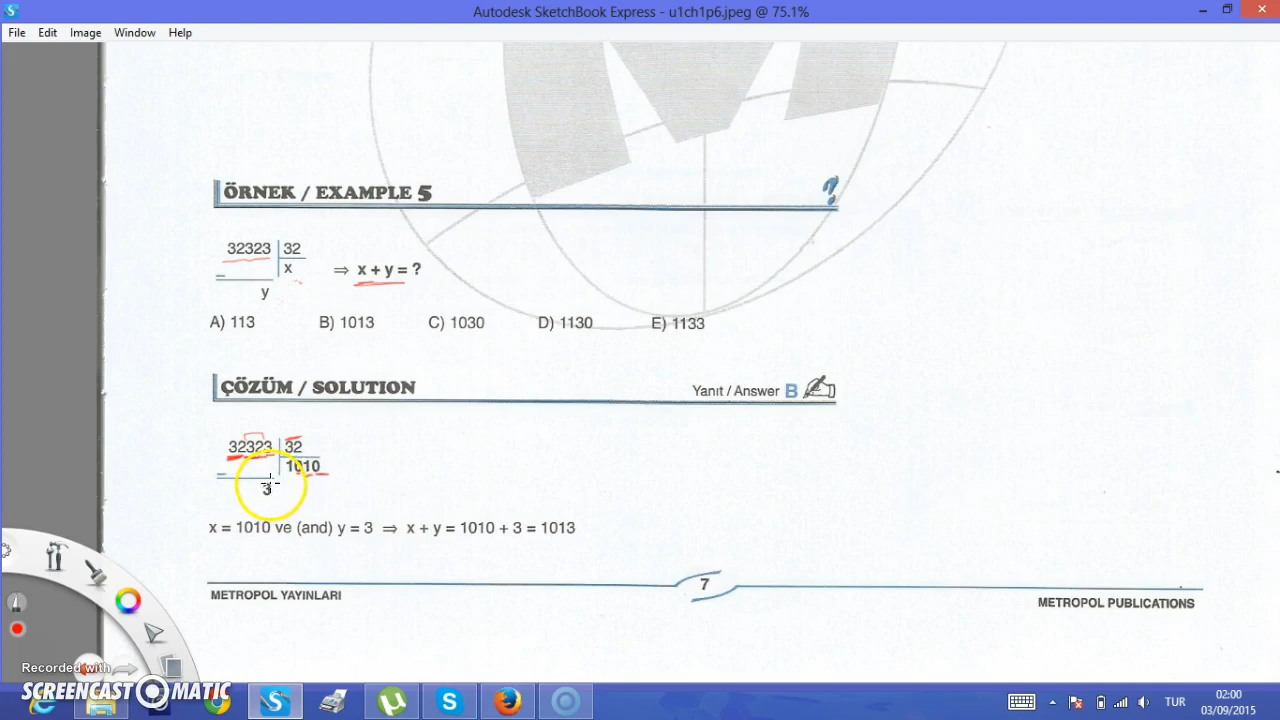 Autodesk SketchBook Express - u1ch1p6.jpeg @ 75.1%
File Edit Image Window Help
ÖRNEK / EXAMPLE 5
32323 32
x
⇒ x + y = ?
y
A) 113 B) 1013 C) 1030 D) 1130 E) 1133
ÇÖZÜM / SOLUTION
Yanıt / Answer B
32323 32
1010
3
x = 1010 ve (and) y = 3 ⇒ x + y = 1010 + 3 = 1013
METROPOL YAYINLARI
7
METROPOL PUBLICATIONS
Recorded with
SCREENCAST MATIC
TUR
02:00
03/09/2015